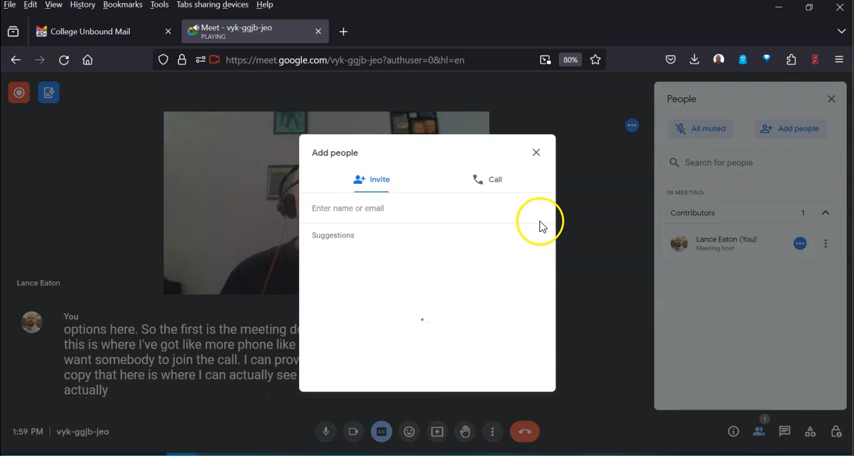 File Edit View History Bookmarks Tools Tabsharing devices Help
College Unbound Mail
Meet - vyk-ggjb-jeo
PLAYING
https://meet.google.com/vyk-ggjb-jeo?authuser=0&hl=en
80%
People
All muted
Add people
Search for people
IN MEETING
Contributors 1
Lance Eaton (You)
Meeting host
Add people
Invite
Call
Enter name or email
Suggestions
Lance Eaton
You
options here. So the first is the meeting de
this is where I've got like more phone like
want somebody to join the call. I can prov
copy that here is where I can actually see
actually
1:59 PM | vyk-ggjb-jeo
1